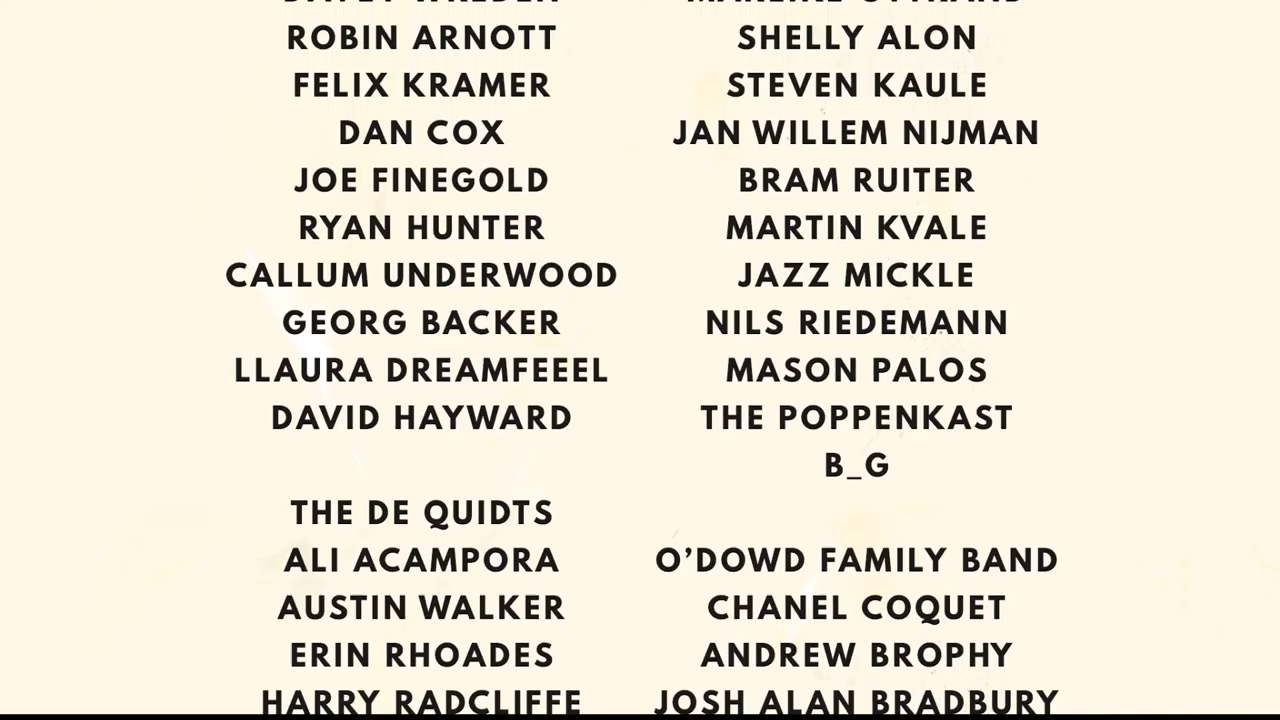 ROBIN ARNOTT
FELIX KRAMER
DAN COX
JOE FINEGOLD
RYAN HUNTER
CALLUM UNDERWOOD
GEORG BACKER
LLAURA DREAMFEEEL
DAVID HAYWARD
THE DE QUIDTS
ALI ACAMPORA
AUSTIN WALKER
ERIN RHOADES
HARRY RADCLIFFE
SHELLY ALON
STEVEN KAULE
JAN WILLEM NIJMAN
BRAM RUITER
MARTIN KVALE
JAZZ MICKLE
NILS RIEDEMANN
MASON PALOS
THE POPPENKAST
B_G
O’DOWD FAMILY BAND
CHANEL COQUET
ANDREW BROPHY
JOSH ALAN BRADBURY